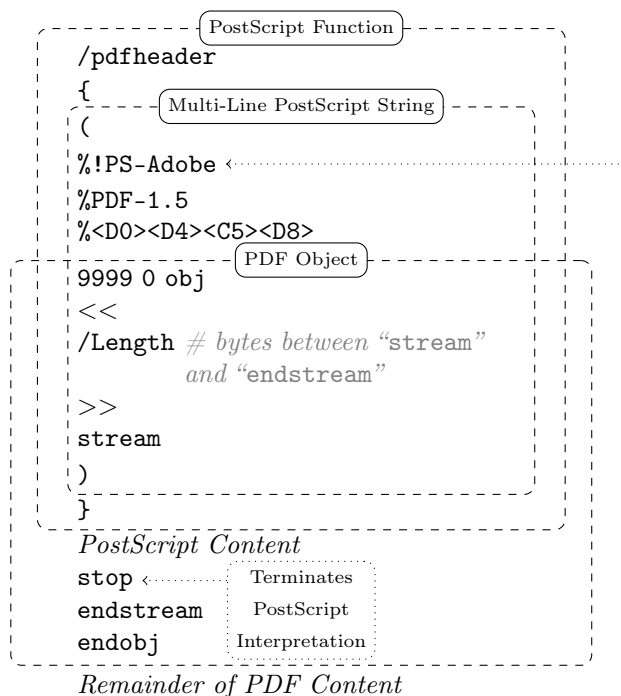 PostScript Function
/pdfheader
{
Multi-Line PostScript String
(
%!PS-Adobe
%PDF-1.5
%<D0><D4><C5><D8>
PDF Object
9999 0 obj
<<
/Length # bytes between “stream”
and “endstream”
>>
stream
)
}
PostScript Content
stop Terminates
endstream PostScript
endobj Interpretation
Remainder of PDF Content